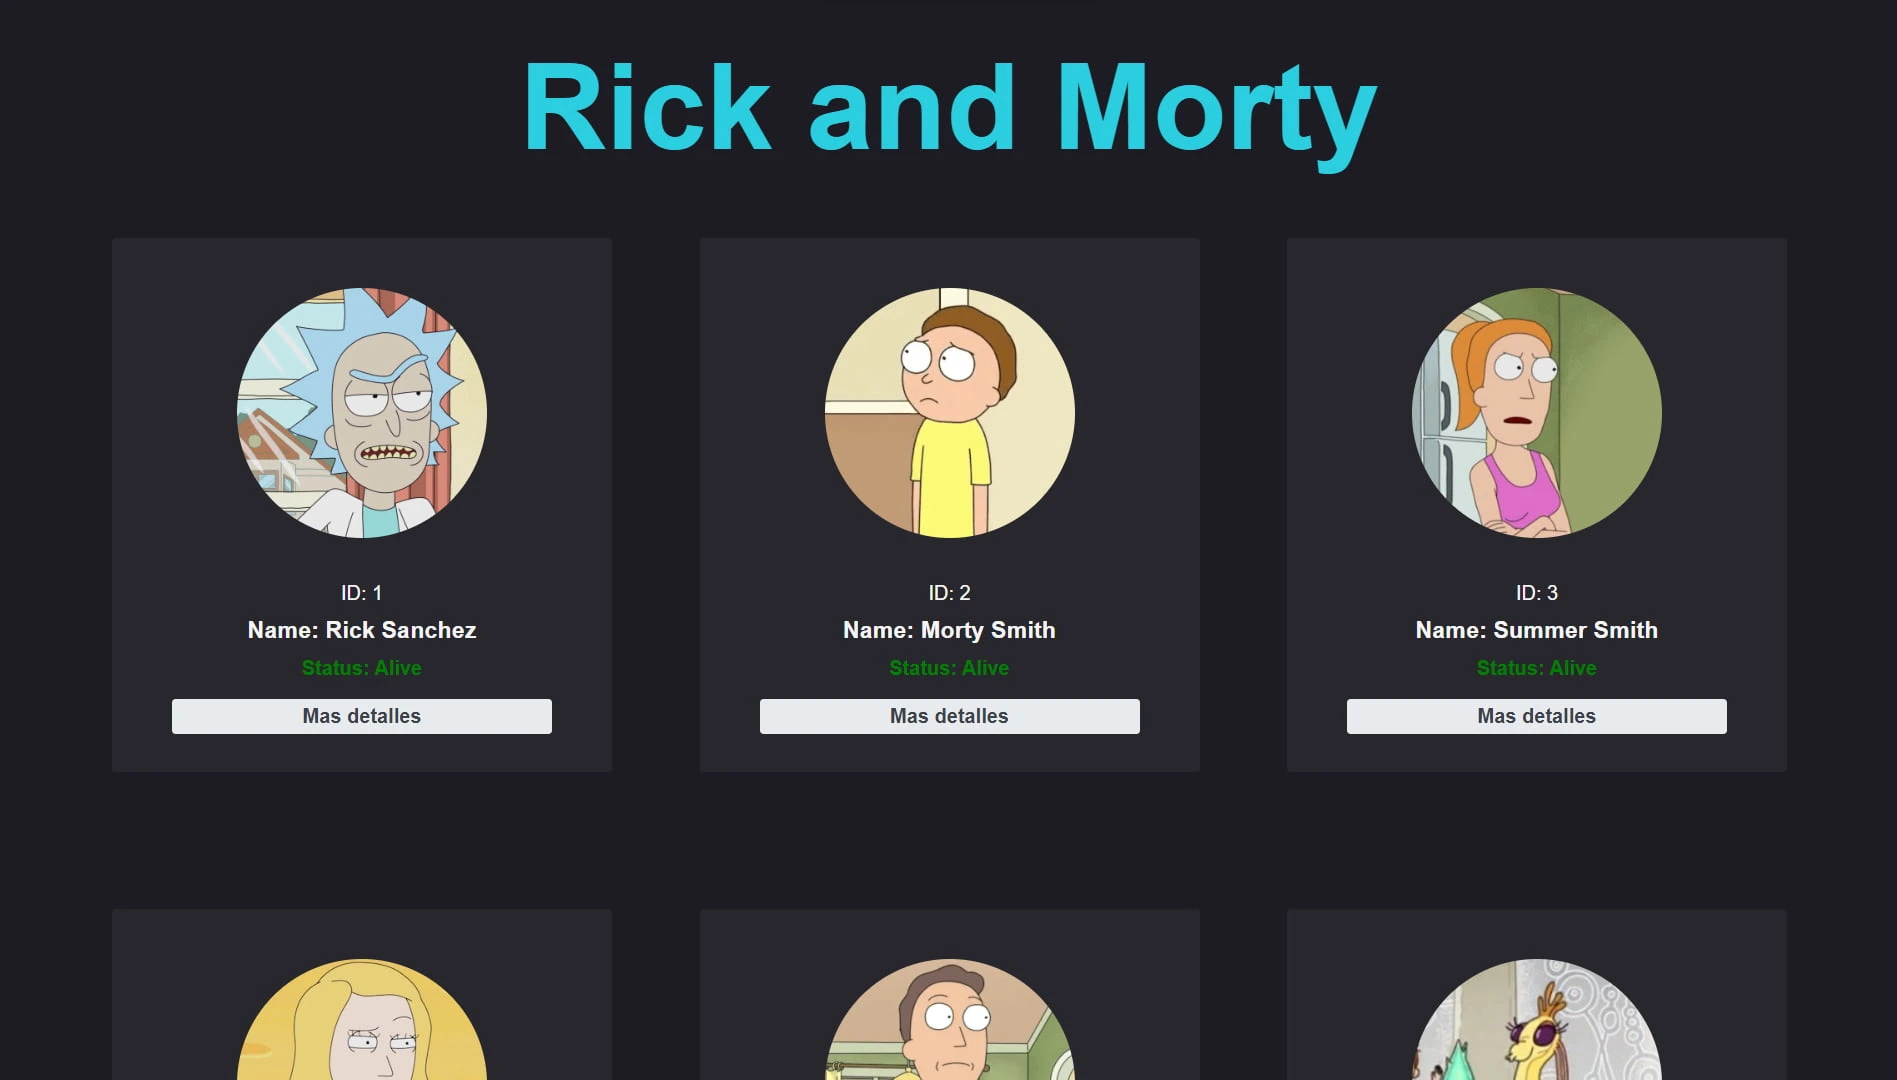 Rick and Morty
ID: 1
Name: Rick Sanchez
Status: Alive
Mas detalles
ID: 2
Name: Morty Smith
Status: Alive
Mas detalles
ID: 3
Name: Summer Smith
Status: Alive
Mas detalles